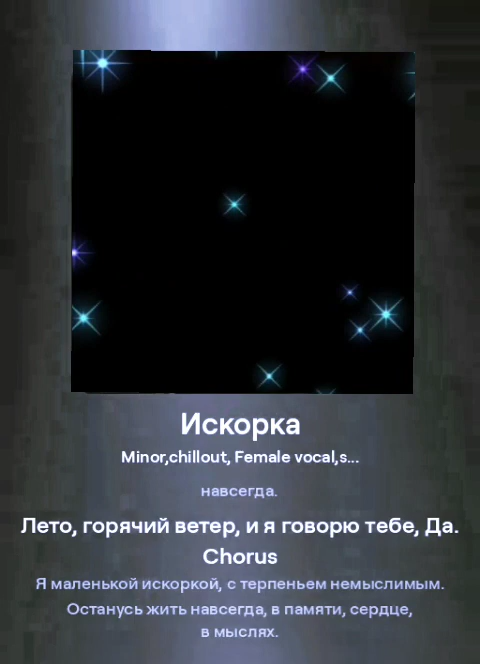 Искорка
Minor,chillout, Female vocal,s...
навсегда.
Лето, горячий ветер, и я говорю тебе, Да.
Chorus
Я маленькой искоркой, с терпеньем немыслимым.
Останусь жить навсегда, в памяти, сердце,
в мыслях.